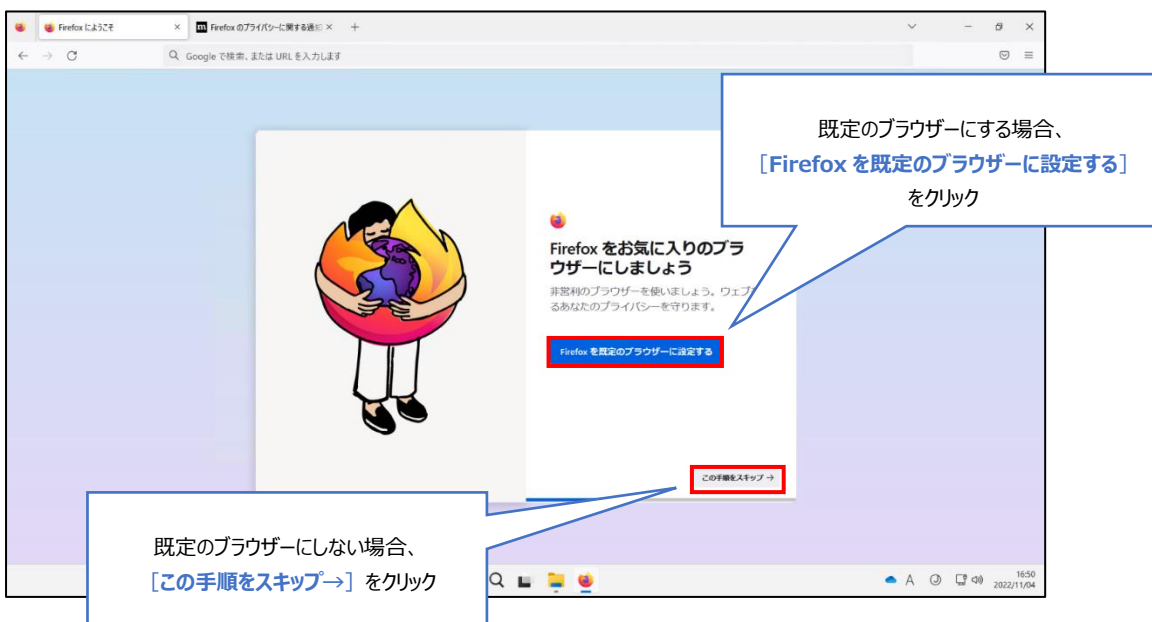 Firefox にようこそ
Firefox のプライバシーに関する通知
Google で検索、または URL を入力します
既定のブラウザーにする場合、
［Firefox を既定のブラウザーに設定する］
をクリック
Firefox をお気に入りのブラ
ウザーにしましょう
非営利のブラウザーを使いましょう。ウェブ
るあなたのプライバシーを守ります。
Firefox を既定のブラウザーに設定する
この手順をスキップ →
既定のブラウザーにしない場合、
［この手順をスキップ→］をクリック
A
16:50
2022/11/04